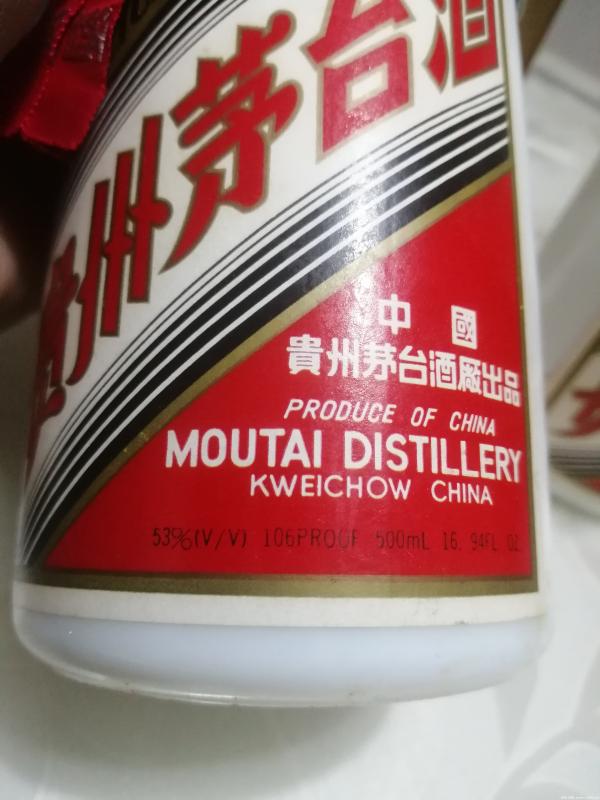 貴州茅台酒
中國
貴州茅台酒廠出品
PRODUCE OF CHINA
MOUTAI DISTILLERY
KWEICHOW CHINA
53%(V/V) 106PROOF 500mL 16. 94FL OZ